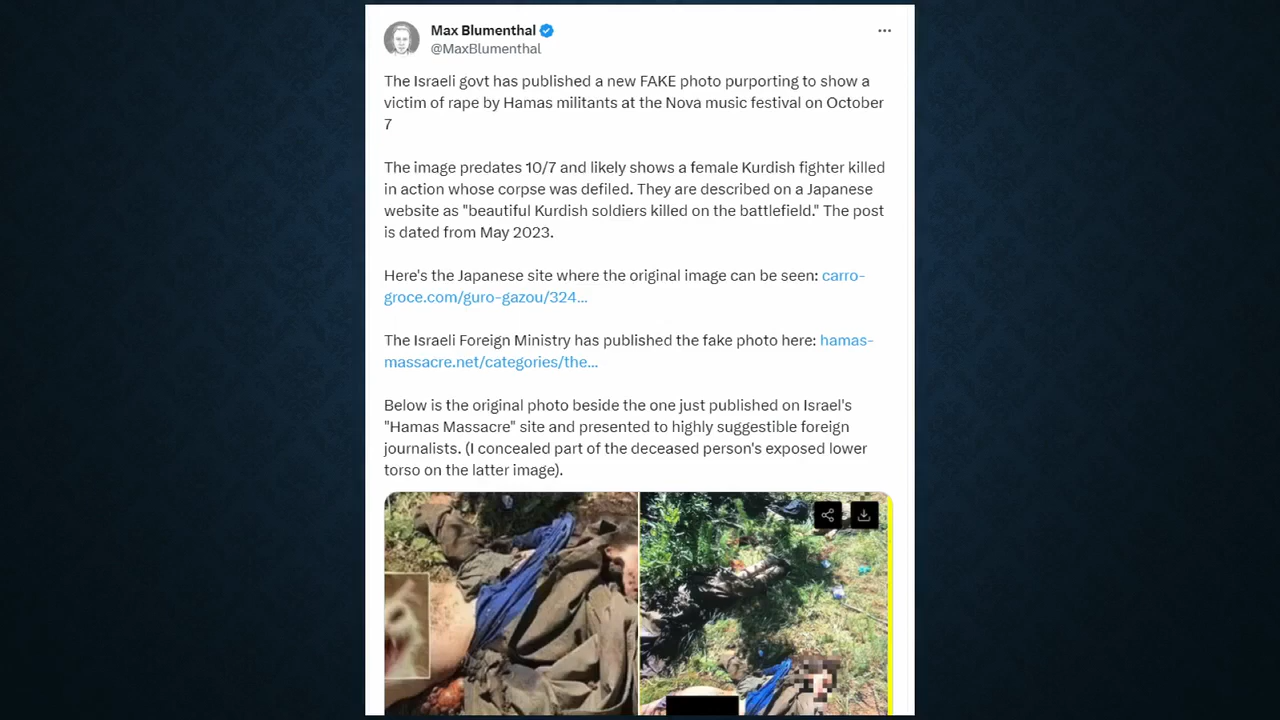 Max Blumenthal
@MaxBlumenthal
The Israeli govt has published a new FAKE photo purporting to show a
victim of rape by Hamas militants at the Nova music festival on October
7
The image predates 10/7 and likely shows a female Kurdish fighter killed
in action whose corpse was defiled. They are described on a Japanese
website as "beautiful Kurdish soldiers killed on the battlefield." The post
is dated from May 2023.
Here's the Japanese site where the original image can be seen: carro-
groce.com/guro-gazou/324...
The Israeli Foreign Ministry has published the fake photo here: hamas-
massacre.net/categories/the...
Below is the original photo beside the one just published on Israel's
"Hamas Massacre" site and presented to highly suggestible foreign
journalists. (I concealed part of the deceased person's exposed lower
torso on the latter image).